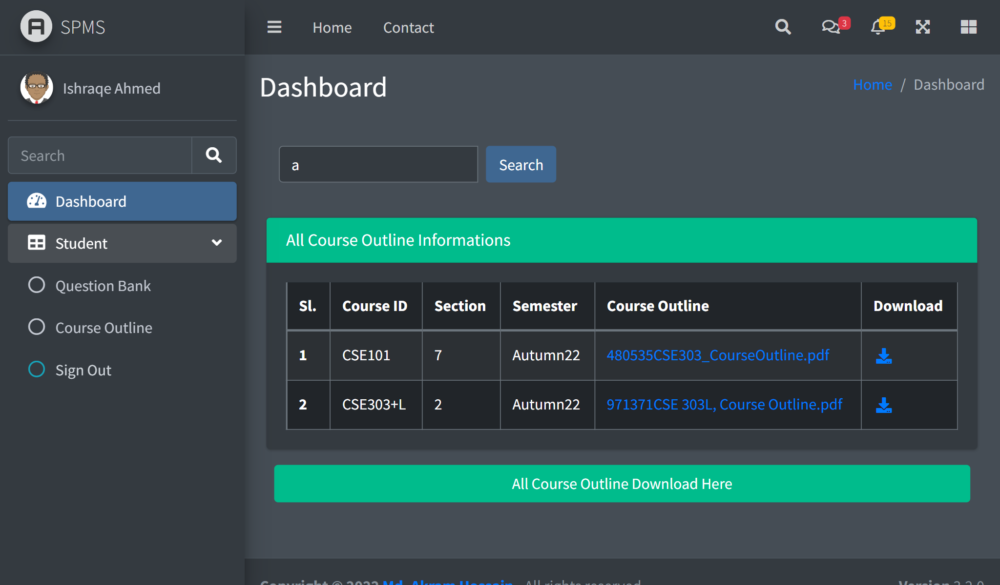 SPMS
Home Contact 3 15
Ishraqe Ahmed
Dashboard
Home / Dashboard
Search
a Search
Dashboard
Student
Question Bank
Course Outline
Sign Out
All Course Outline Informations
Sl. Course ID Section Semester Course Outline Download
1 CSE101 7 Autumn22 480535CSE303_CourseOutline.pdf
2 CSE303+L 2 Autumn22 971371CSE 303L, Course Outline.pdf
All Course Outline Download Here
Copyright © 2022 Md. Akram Hossain All rights reserved
Version 3.2.0